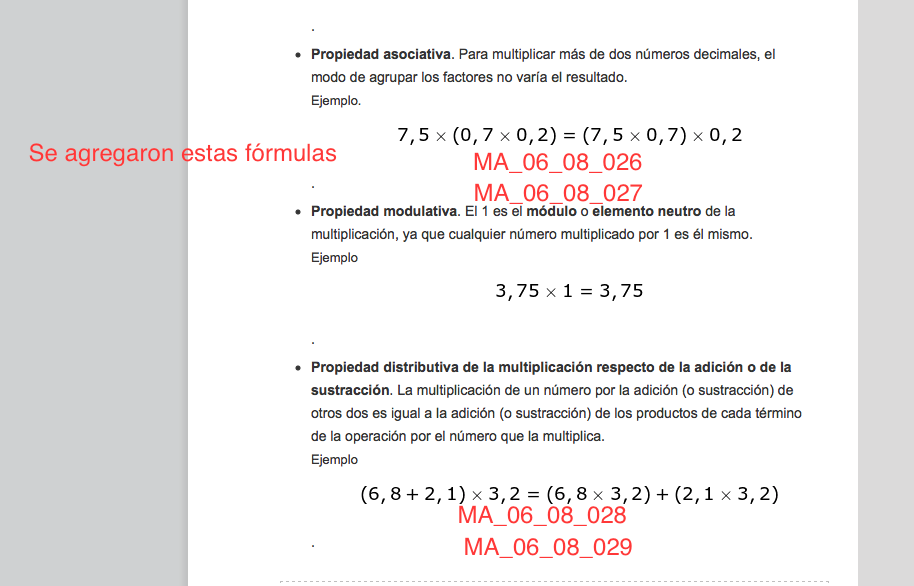 .
• Propiedad asociativa. Para multiplicar más de dos números decimales, el
modo de agrupar los factores no varía el resultado.
Ejemplo.
7,5 × (0,7 × 0,2) = (7,5 × 0,7) × 0,2
Se agregaron estas fórmulas
MA_06_08_026
.
MA_06_08_027
• Propiedad modulativa. El 1 es el módulo o elemento neutro de la
multiplicación, ya que cualquier número multiplicado por 1 es él mismo.
Ejemplo
3,75 × 1 = 3,75
.
• Propiedad distributiva de la multiplicación respecto de la adición o de la
sustracción. La multiplicación de un número por la adición (o sustracción) de
otros dos es igual a la adición (o sustracción) de los productos de cada término
de la operación por el número que la multiplica.
Ejemplo
(6,8 + 2,1) × 3,2 = (6,8 × 3,2) + (2,1 × 3,2)
MA_06_08_028
.
MA_06_08_029